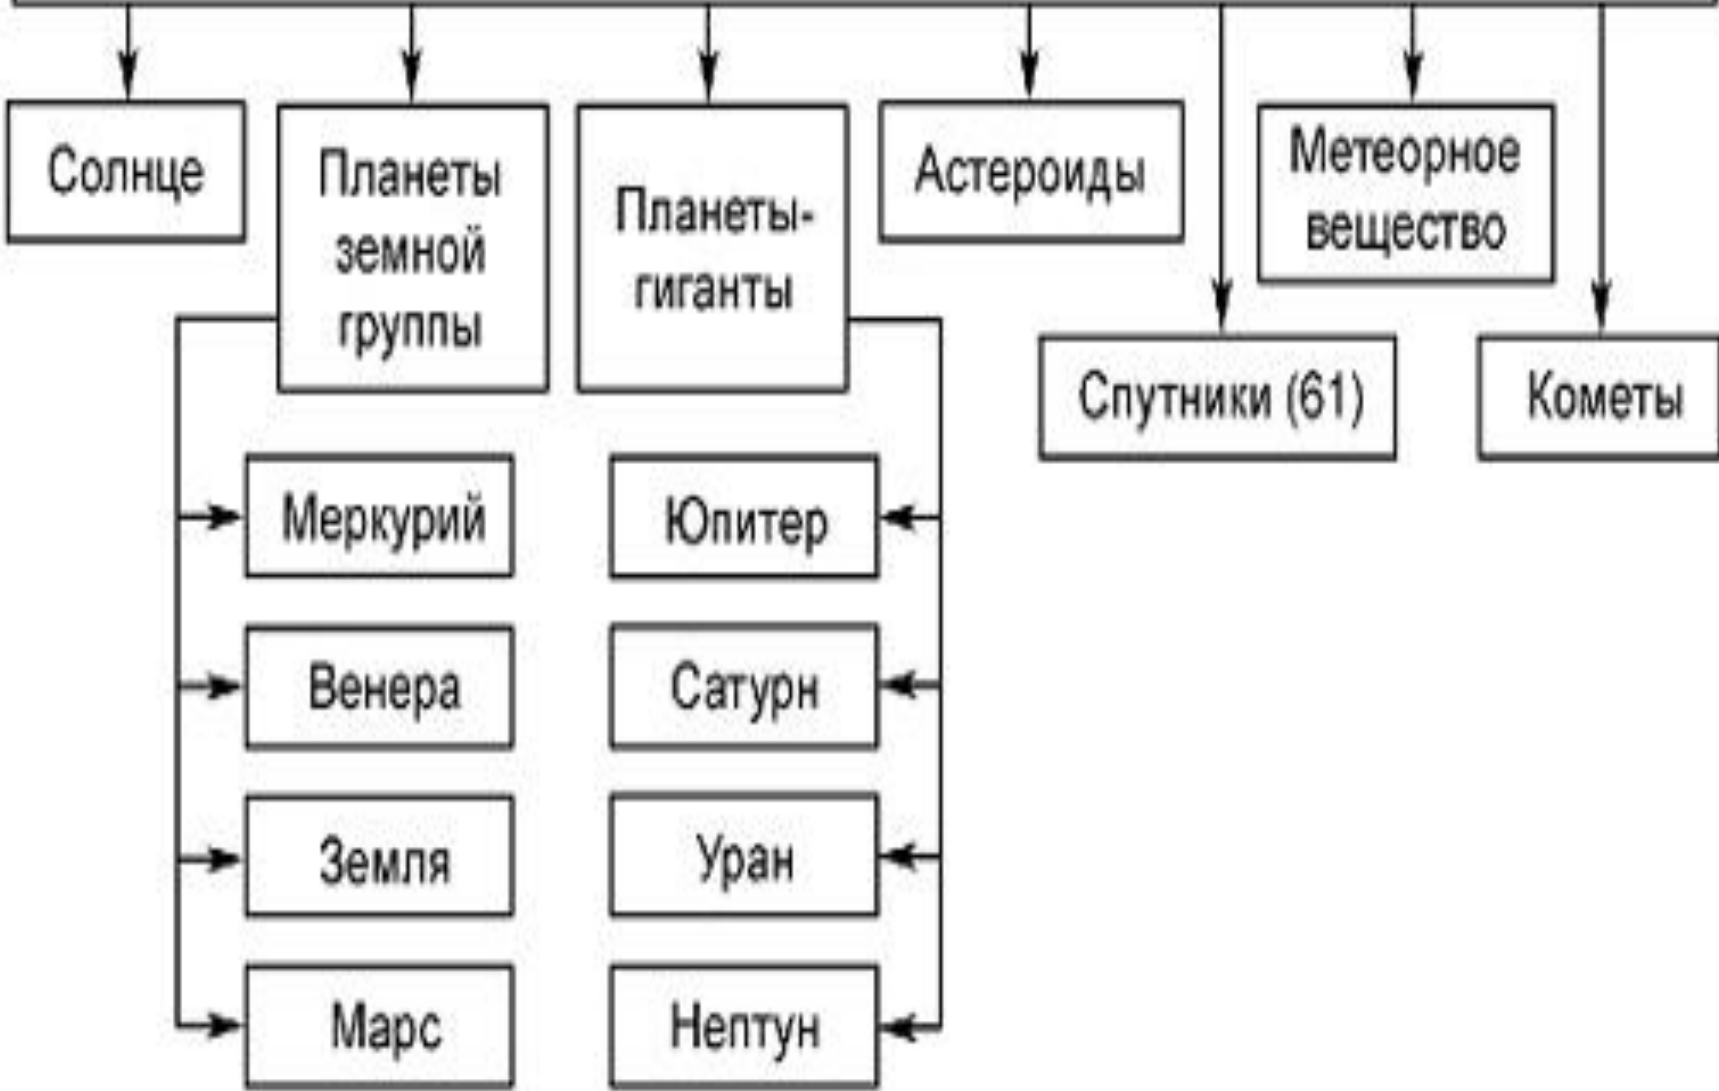 Солнце
Планеты
земной
группы
Планеты-
гиганты
Астероиды
Метеорное
вещество
Спутники (61)
Кометы
Меркурий
Венера
Земля
Марс
Юпитер
Сатурн
Уран
Нептун